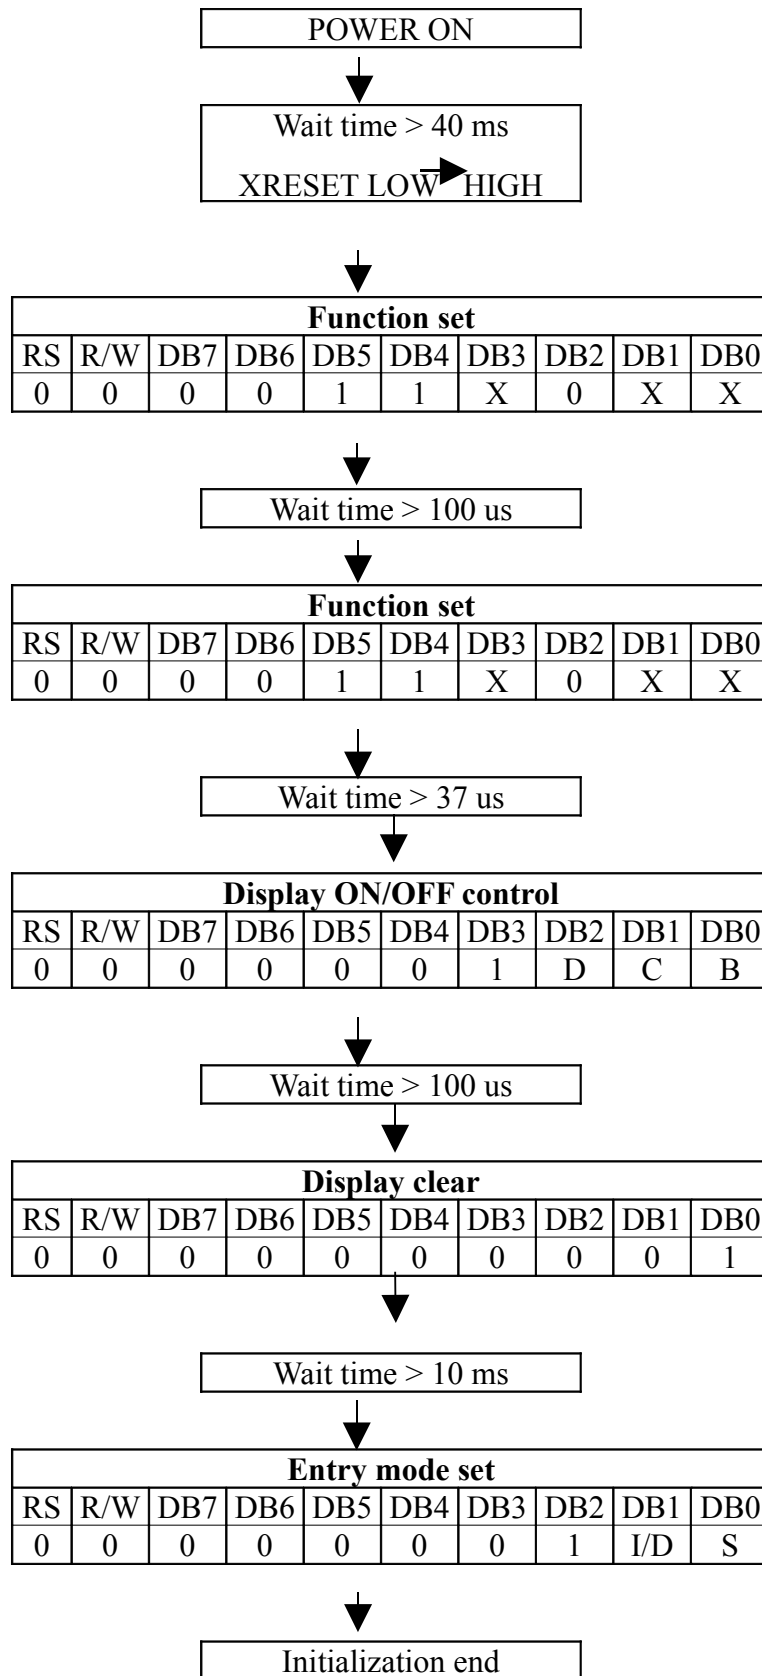 POWER ON
Wait time > 40 ms
XRESET LOW HIGH
Function set
RS R/W DB7 DB6 DB5 DB4 DB3 DB2 DB1 DB0
0 0 0 0 1 1 X 0 X X
Wait time > 100 us
Function set
RS R/W DB7 DB6 DB5 DB4 DB3 DB2 DB1 DB0
0 0 0 0 1 1 X 0 X X
Wait time > 37 us
Display ON/OFF control
RS R/W DB7 DB6 DB5 DB4 DB3 DB2 DB1 DB0
0 0 0 0 0 0 1 D C B
Wait time > 100 us
Display clear
RS R/W DB7 DB6 DB5 DB4 DB3 DB2 DB1 DB0
0 0 0 0 0 0 0 0 0 1
Wait time > 10 ms
Entry mode set
RS R/W DB7 DB6 DB5 DB4 DB3 DB2 DB1 DB0
0 0 0 0 0 0 0 1 I/D S
Initialization end